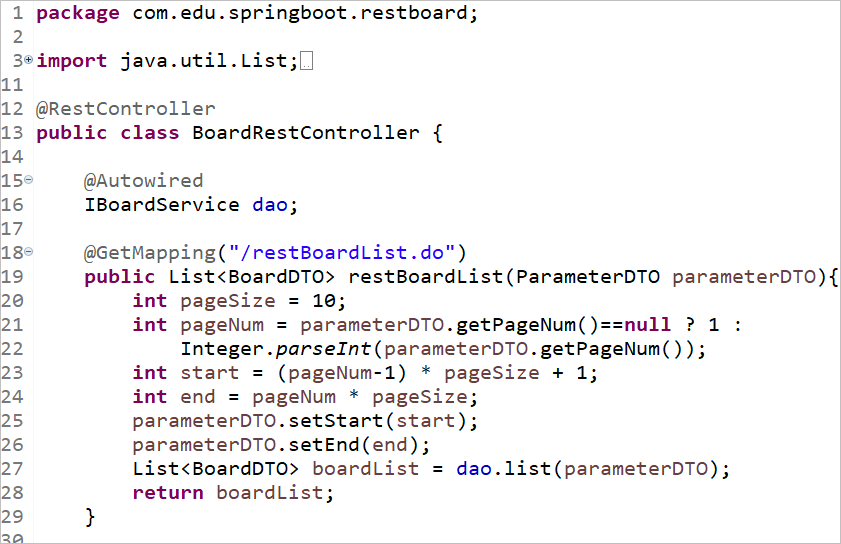 1 package com.edu.springboot.restboard;
2
3 import java.util.List;
11
12 @RestController
13 public class BoardRestController {
14
15     @Autowired
16     IBoardService dao;
17
18     @GetMapping("/restBoardList.do")
19     public List<BoardDTO> restBoardList(ParameterDTO parameterDTO){
20         int pageSize = 10;
21         int pageNum = parameterDTO.getPageNum()==null ? 1 :
22             Integer.parseInt(parameterDTO.getPageNum());
23         int start = (pageNum-1) * pageSize + 1;
24         int end = pageNum * pageSize;
25         parameterDTO.setStart(start);
26         parameterDTO.setEnd(end);
27         List<BoardDTO> boardList = dao.list(parameterDTO);
28         return boardList;
29     }
30